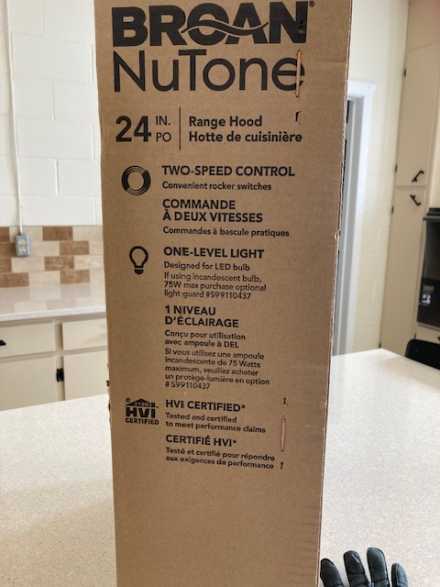 BROAN®
NuTone
24 IN. PO
Range Hood
Hotte de cuisinière
TWO-SPEED CONTROL
Convenient rocker switches
COMMANDE
À DEUX VITESSES
Commandes à bascule pratiques
ONE-LEVEL LIGHT
Designed for LED bulb
If using incandescent bulb,
75W max purchase optional
light guard #S99110437
1 NIVEAU
D'ÉCLAIRAGE
Conçu pour utilisation
avec ampoule à DEL
Si vous utilisez une ampoule
incandescente de 75 Watts
maximum, veuillez acheter
un protège-lumière en option
# S99110437
HVI
CERTIFIED
HVI CERTIFIED*
Tested and certified
to meet performance claims
CERTIFIÉ HVI*
Testé et certifié pour répondre
aux exigences de performance